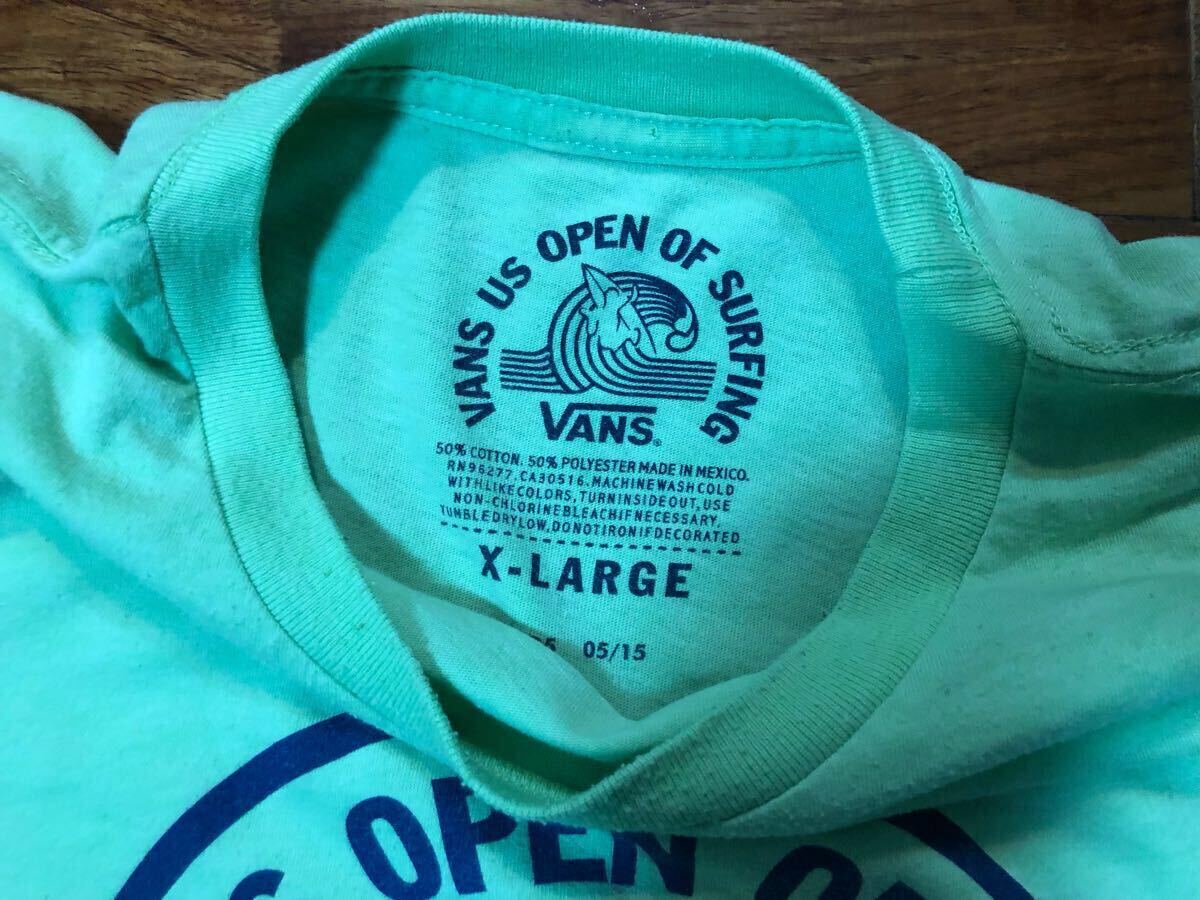 VANS US OPEN OF SURFING
VANS
50% COTTON. 50% POLYESTER MADE IN MEXICO.
RN96277. CA30516. MACHINE WASH COLD
WITH LIKE COLORS, TURN INSIDE OUT, USE
NON-CHLORINE BLEACH IF NECESSARY,
TUMBLE DRY LOW, DO NOT IRON IF DECORATED
X-LARGE
05/15
OPEN